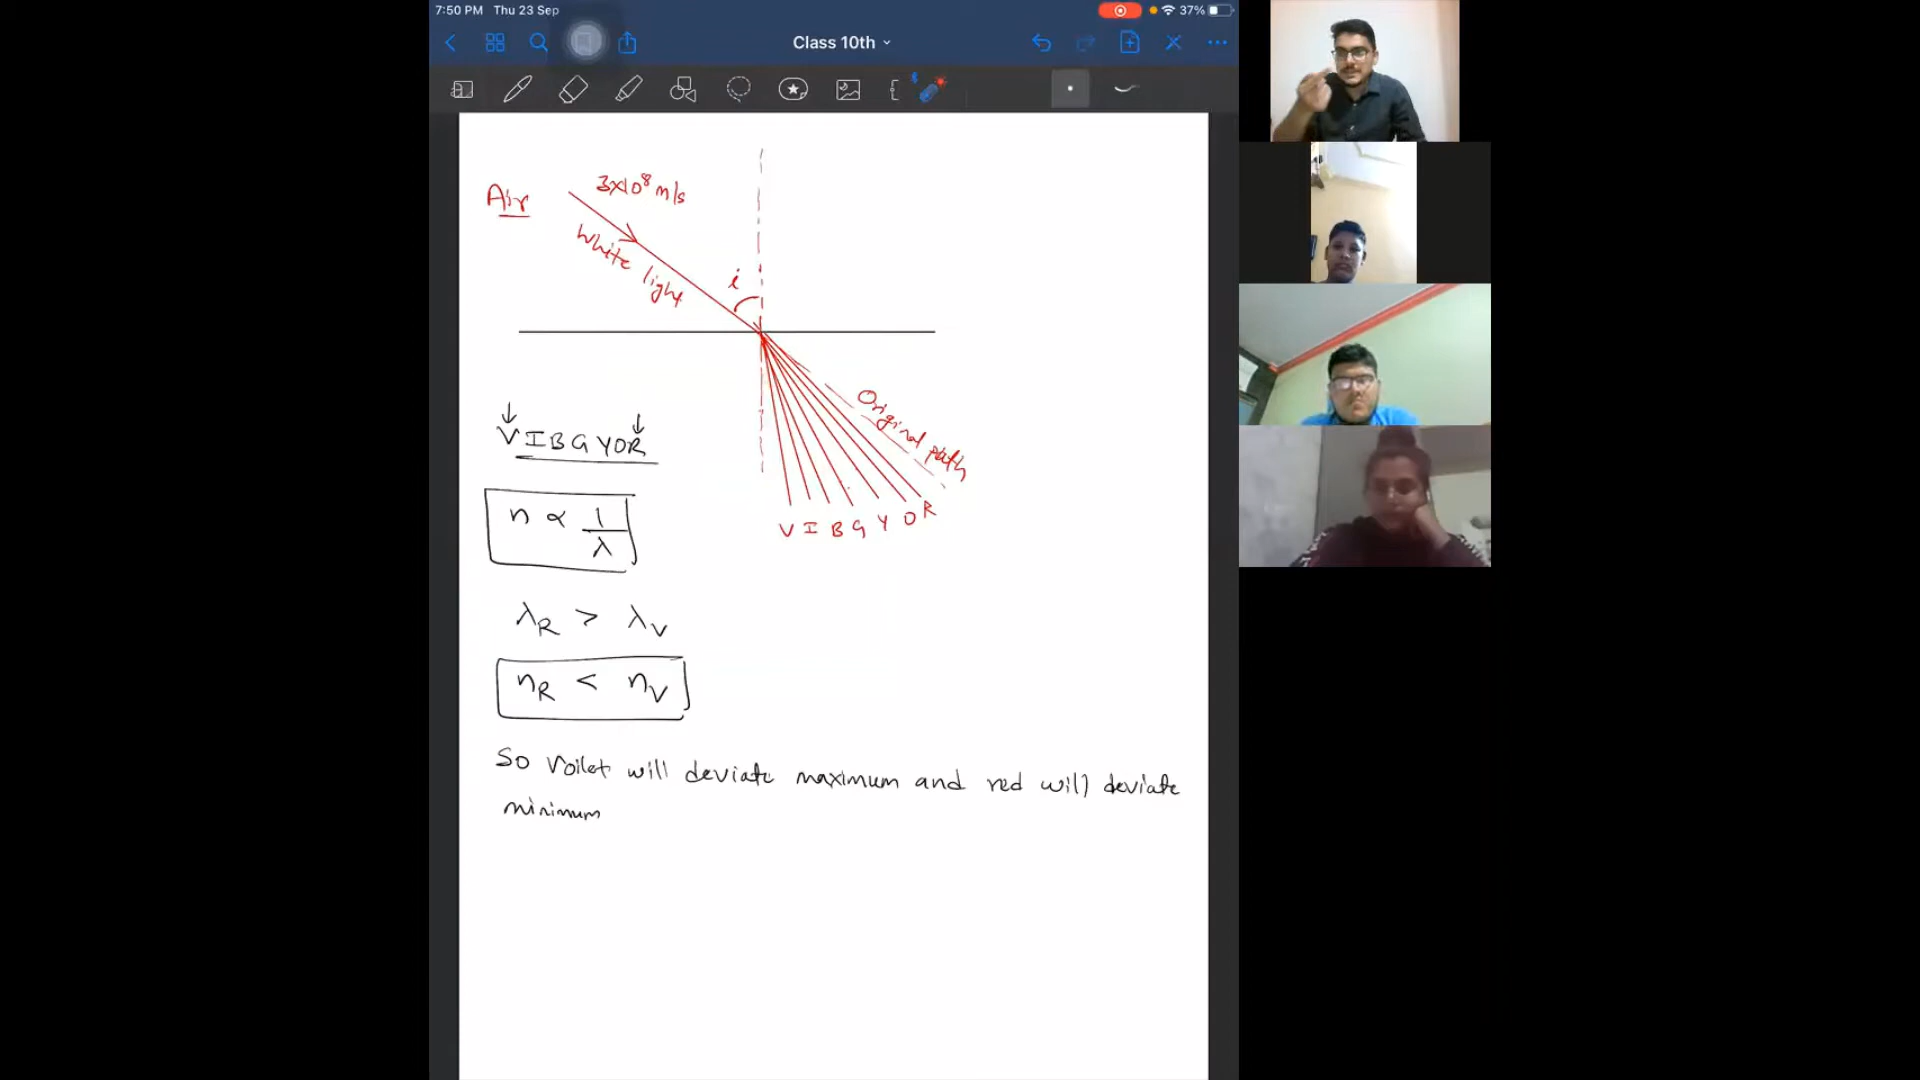 7:50 PM Thu 23 Sep
37%
Class 10th
Air
3x10⁸ m/s
White light
i
Original path
VIBGYOR
V I B G Y O R
n ∝ 1/λ
λR > λV
nR < nV
So Voilet will deviate maximum and red will deviate
minimum